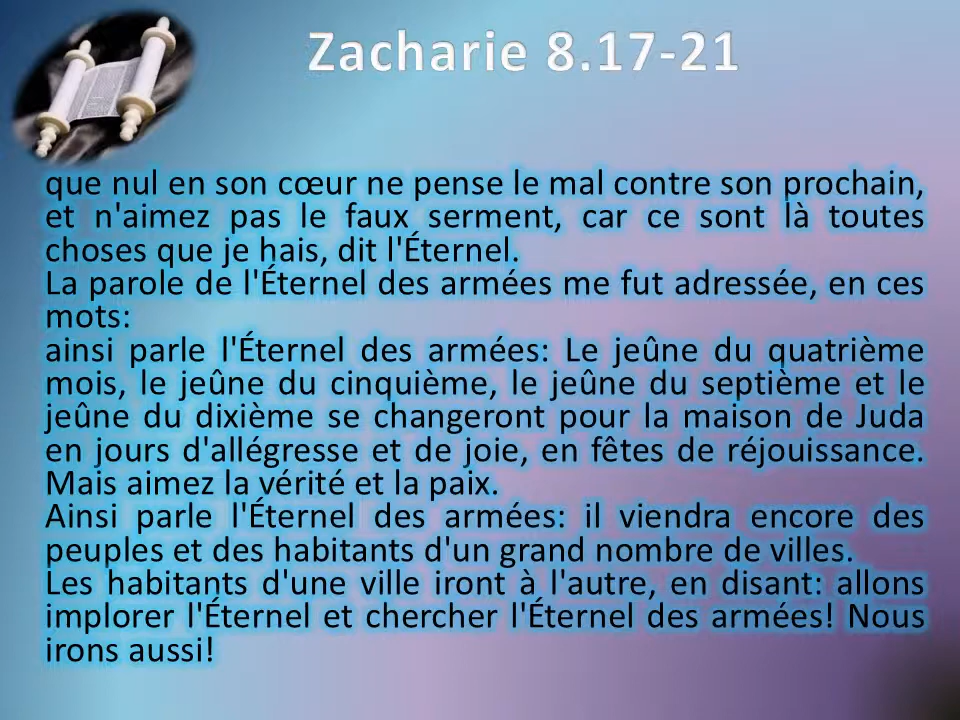 Zacharie 8.17-21
que nul en son cœur ne pense le mal contre son prochain,
et n'aimez pas le faux serment, car ce sont là toutes
choses que je hais, dit l'Éternel.
La parole de l'Éternel des armées me fut adressée, en ces
mots:
ainsi parle l'Éternel des armées: Le jeûne du quatrième
mois, le jeûne du cinquième, le jeûne du septième et le
jeûne du dixième se changeront pour la maison de Juda
en jours d'allégresse et de joie, en fêtes de réjouissance.
Mais aimez la vérité et la paix.
Ainsi parle l'Éternel des armées: il viendra encore des
peuples et des habitants d'un grand nombre de villes.
Les habitants d'une ville iront à l'autre, en disant: allons
implorer l'Éternel et chercher l'Éternel des armées! Nous
irons aussi!